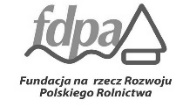 fdpa
Fundacja na rzecz Rozwoju
Polskiego Rolnictwa